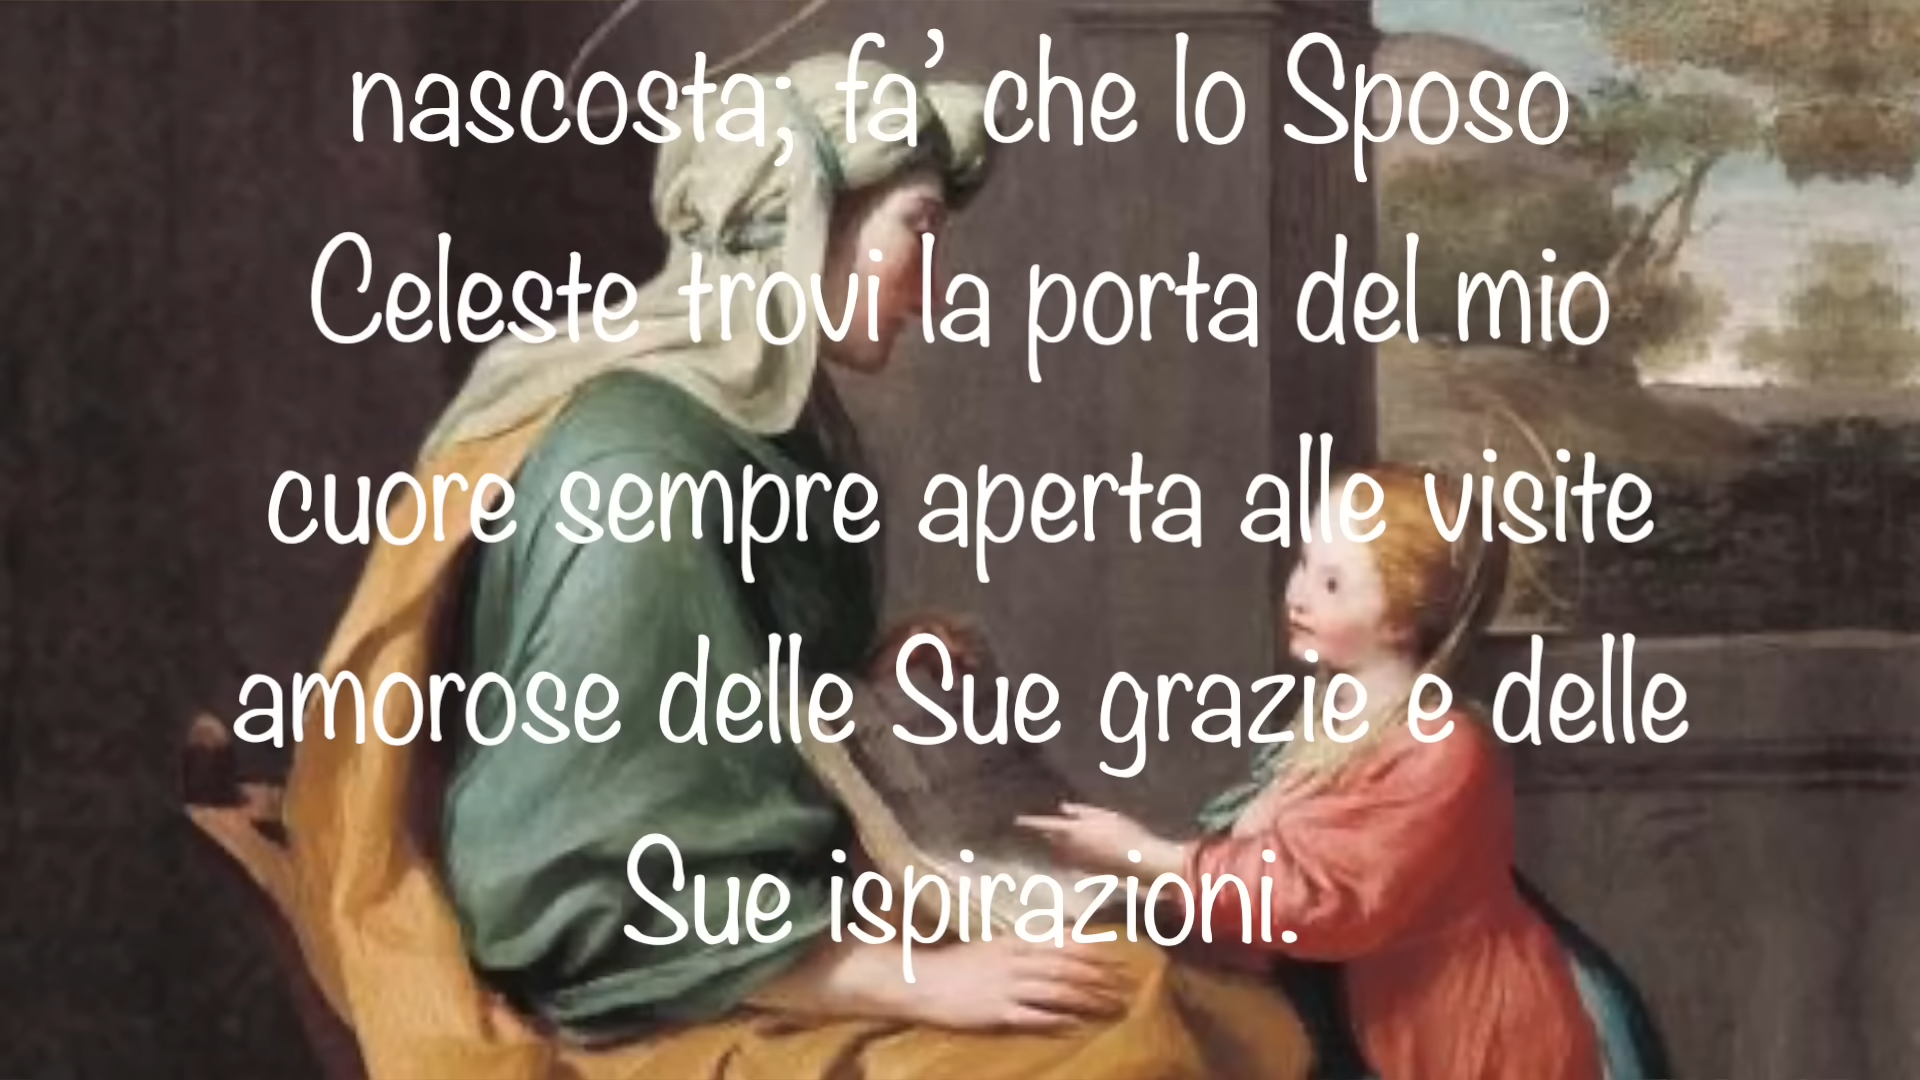 nascosta; fa’ che lo Sposo
Celeste trovi la porta del mio
cuore sempre aperta alle visite
amorose delle Sue grazie e delle
Sue ispirazioni.